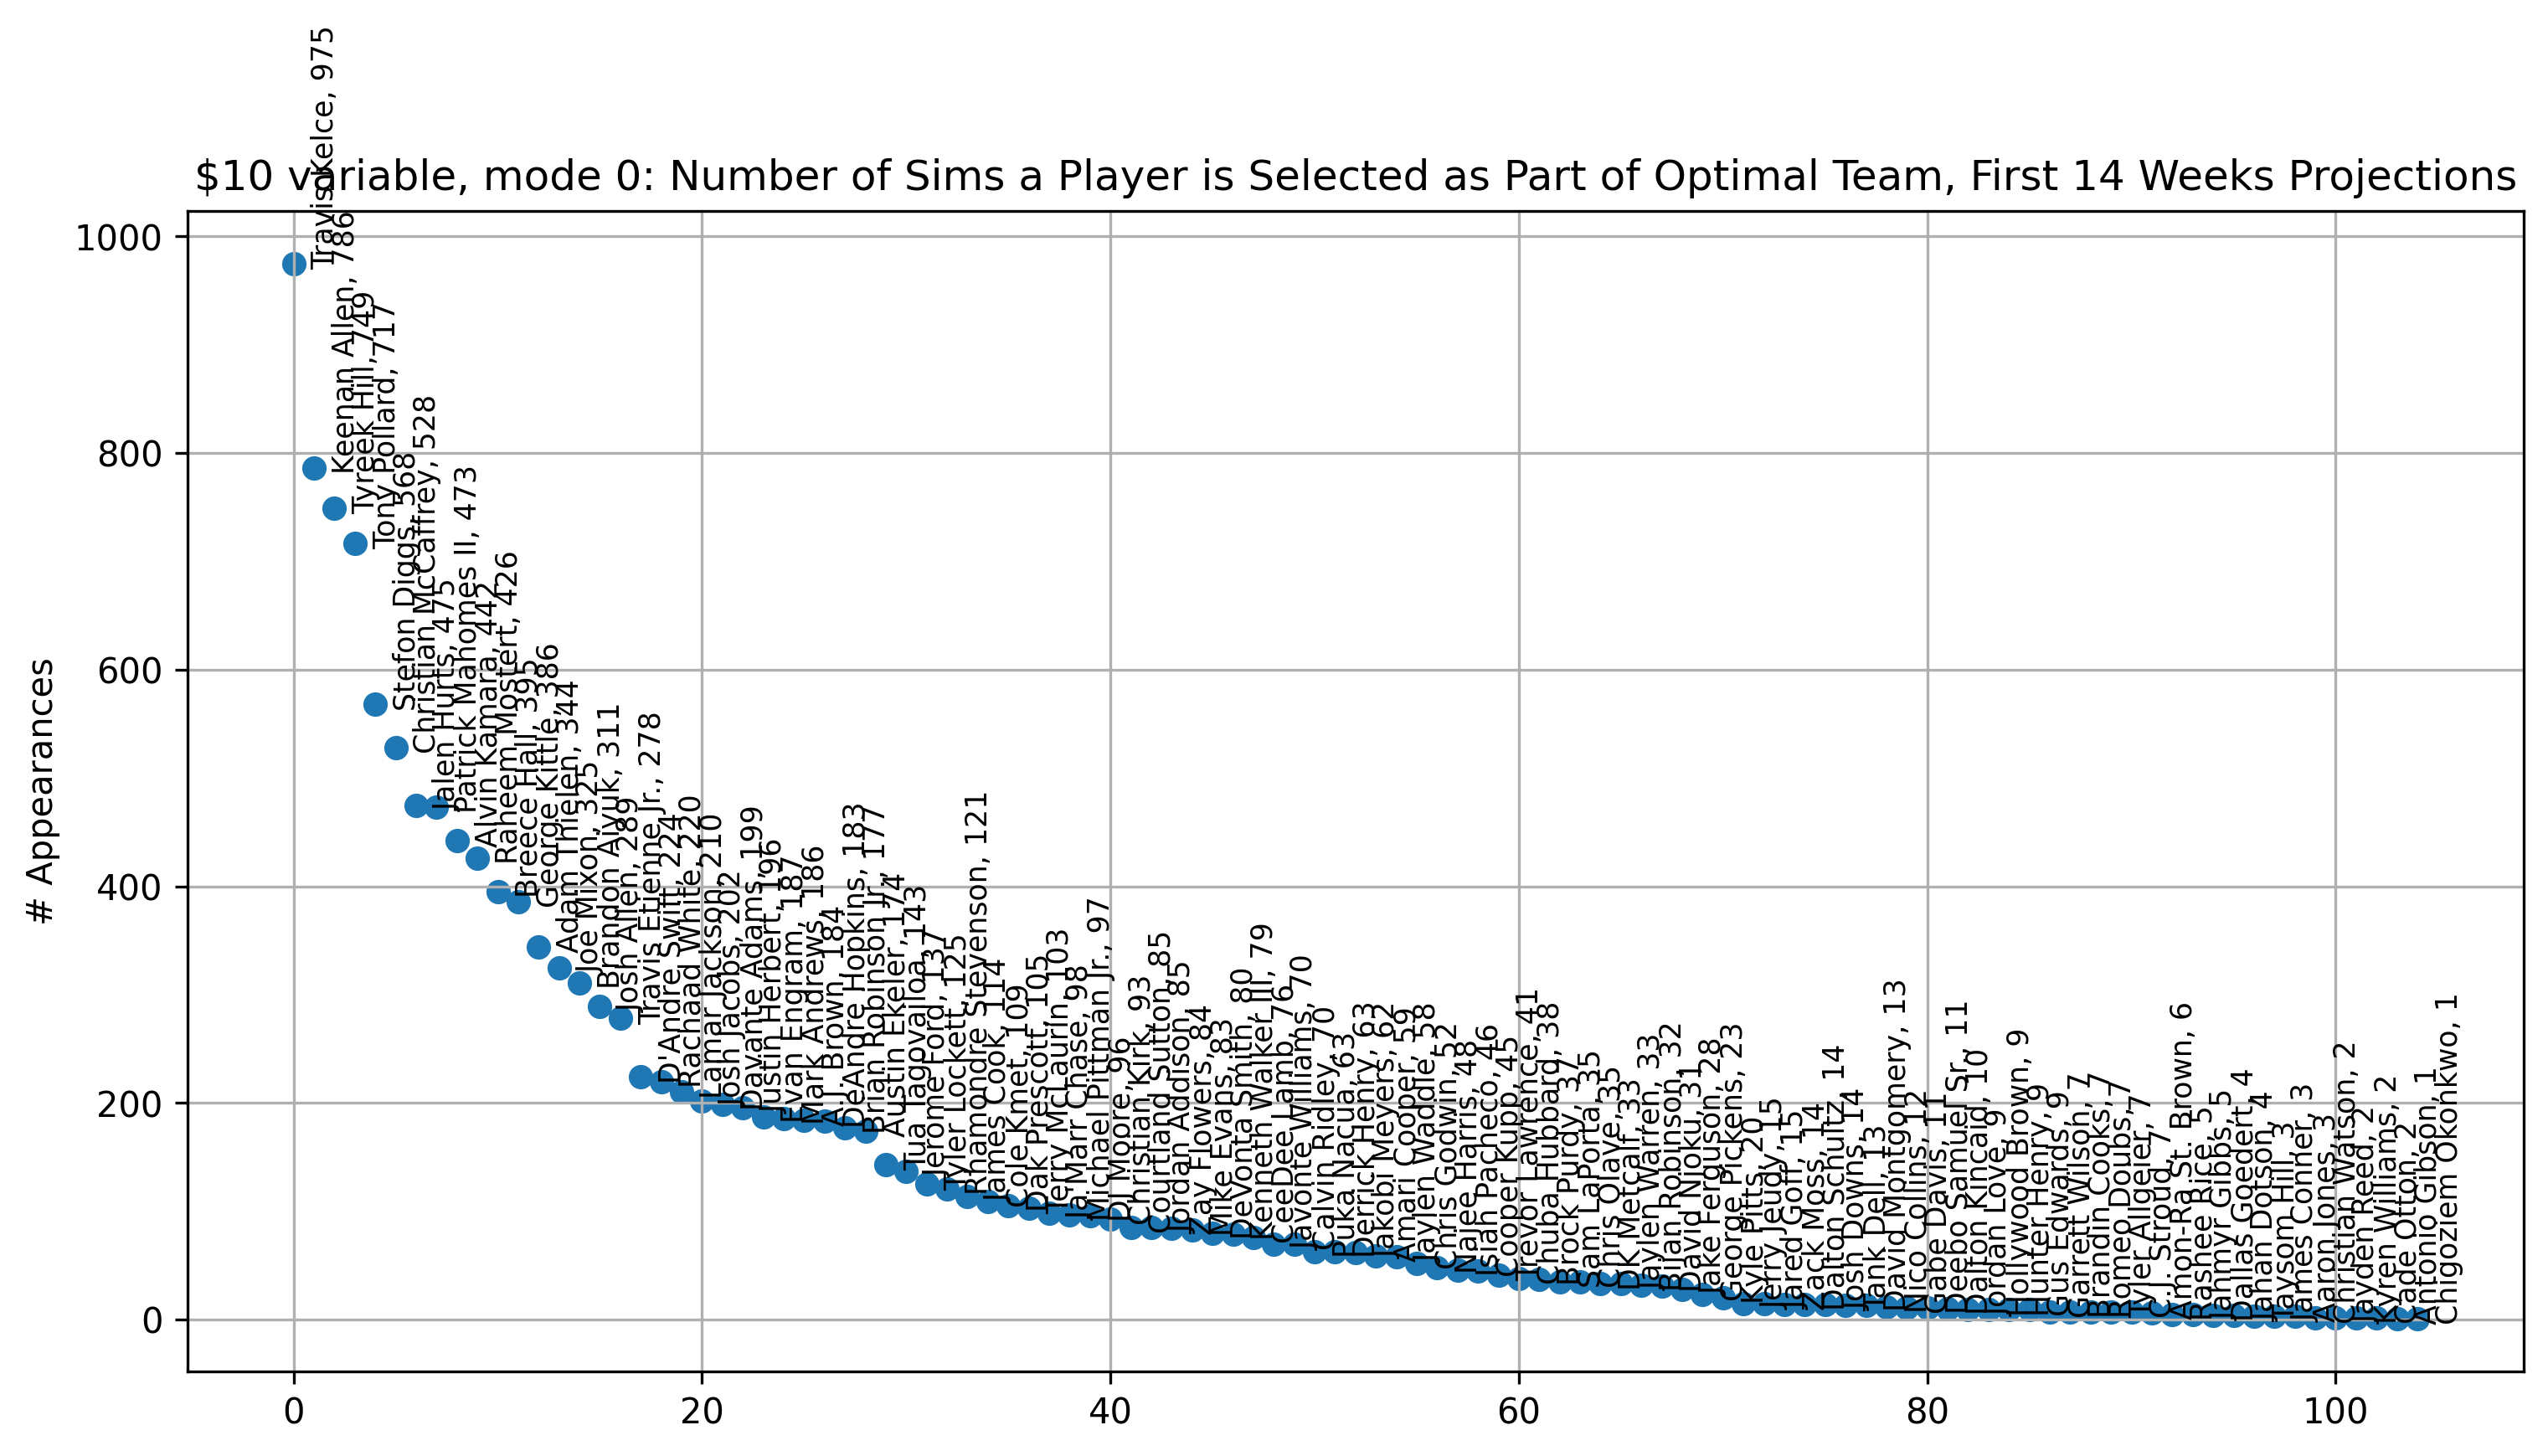 $10 variable, mode 0: Number of Sims a Player is Selected as Part of Optimal Team, First 14 Weeks Projections
# Appearances
1000
800
600
400
200
0
Travis Kelce, 975
Keenan Allen, 786
Tyreek Hill, 749
Tony Pollard, 717
Stefon Diggs, 568
Christian McCaffrey, 528
Jalen Hurts, 475
Patrick Mahomes II, 473
Alvin Kamara, 442
Raheem Mostert, 426
Breece Hall, 395
George Kittle, 386
Adam Thielen, 344
Joe Mixon, 325
Brandon Aiyuk, 311
Josh Allen, 289
Travis Etienne Jr., 278
D'Andre Swift, 224
Rachaad White, 220
Lamar Jackson, 210
Josh Jacobs, 202
Davante Adams, 199
Justin Herbert, 196
Evan Engram, 187
Mark Andrews, 186
A.J. Brown, 184
DeAndre Hopkins, 183
Brian Robinson Jr., 177
Austin Ekeler, 174
Tua Tagovailoa, 143
Jerome Ford, 137
Tyler Lockett, 125
Rhamondre Stevenson, 121
James Cook, 114
Cole Kmet, 109
Dak Prescott, 105
Terry McLaurin, 103
Ja'Marr Chase, 98
Michael Pittman Jr., 97
DJ Moore, 96
Christian Kirk, 93
Courtland Sutton, 85
Jordan Addison, 85
Zay Flowers, 84
Mike Evans, 83
DeVonta Smith, 80
Kenneth Walker III, 79
CeeDee Lamb, 76
Javonte Williams, 70
Calvin Ridley, 70
Puka Nacua, 63
Derrick Henry, 63
Jakobi Meyers, 62
Amari Cooper, 59
Jaylen Waddle, 58
Chris Godwin, 52
Najee Harris, 48
Isiah Pacheco, 46
Cooper Kupp, 45
Trevor Lawrence, 41
Chuba Hubbard, 38
Brock Purdy, 37
Sam LaPorta, 35
Chris Olave, 35
DK Metcalf, 33
Jaylen Warren, 33
Bijan Robinson, 32
David Njoku, 31
Jake Ferguson, 28
George Pickens, 23
Kyle Pitts, 20
Jerry Jeudy, 15
Jared Goff, 15
Zack Moss, 14
Dalton Schultz, 14
Josh Downs, 14
Tank Dell, 13
David Montgomery, 13
Nico Collins, 12
Gabe Davis, 11
Deebo Samuel Sr., 11
Dalton Kincaid, 10
Jordan Love, 9
Hollywood Brown, 9
Hunter Henry, 9
Gus Edwards, 9
Garrett Wilson, 7
Brandin Cooks, 7
Romeo Doubs, 7
Tyler Allgeier, 7
C.J. Stroud, 7
Amon-Ra St. Brown, 6
Rashee Rice, 5
Jahmyr Gibbs, 5
Dallas Goedert, 4
Jahan Dotson, 4
Taysom Hill, 3
James Conner, 3
Aaron Jones, 3
Christian Watson, 2
Jayden Reed, 2
Kyren Williams, 2
Cade Otton, 2
Antonio Gibson, 1
Chigoziem Okonkwo, 1
0
20
40
60
80
100